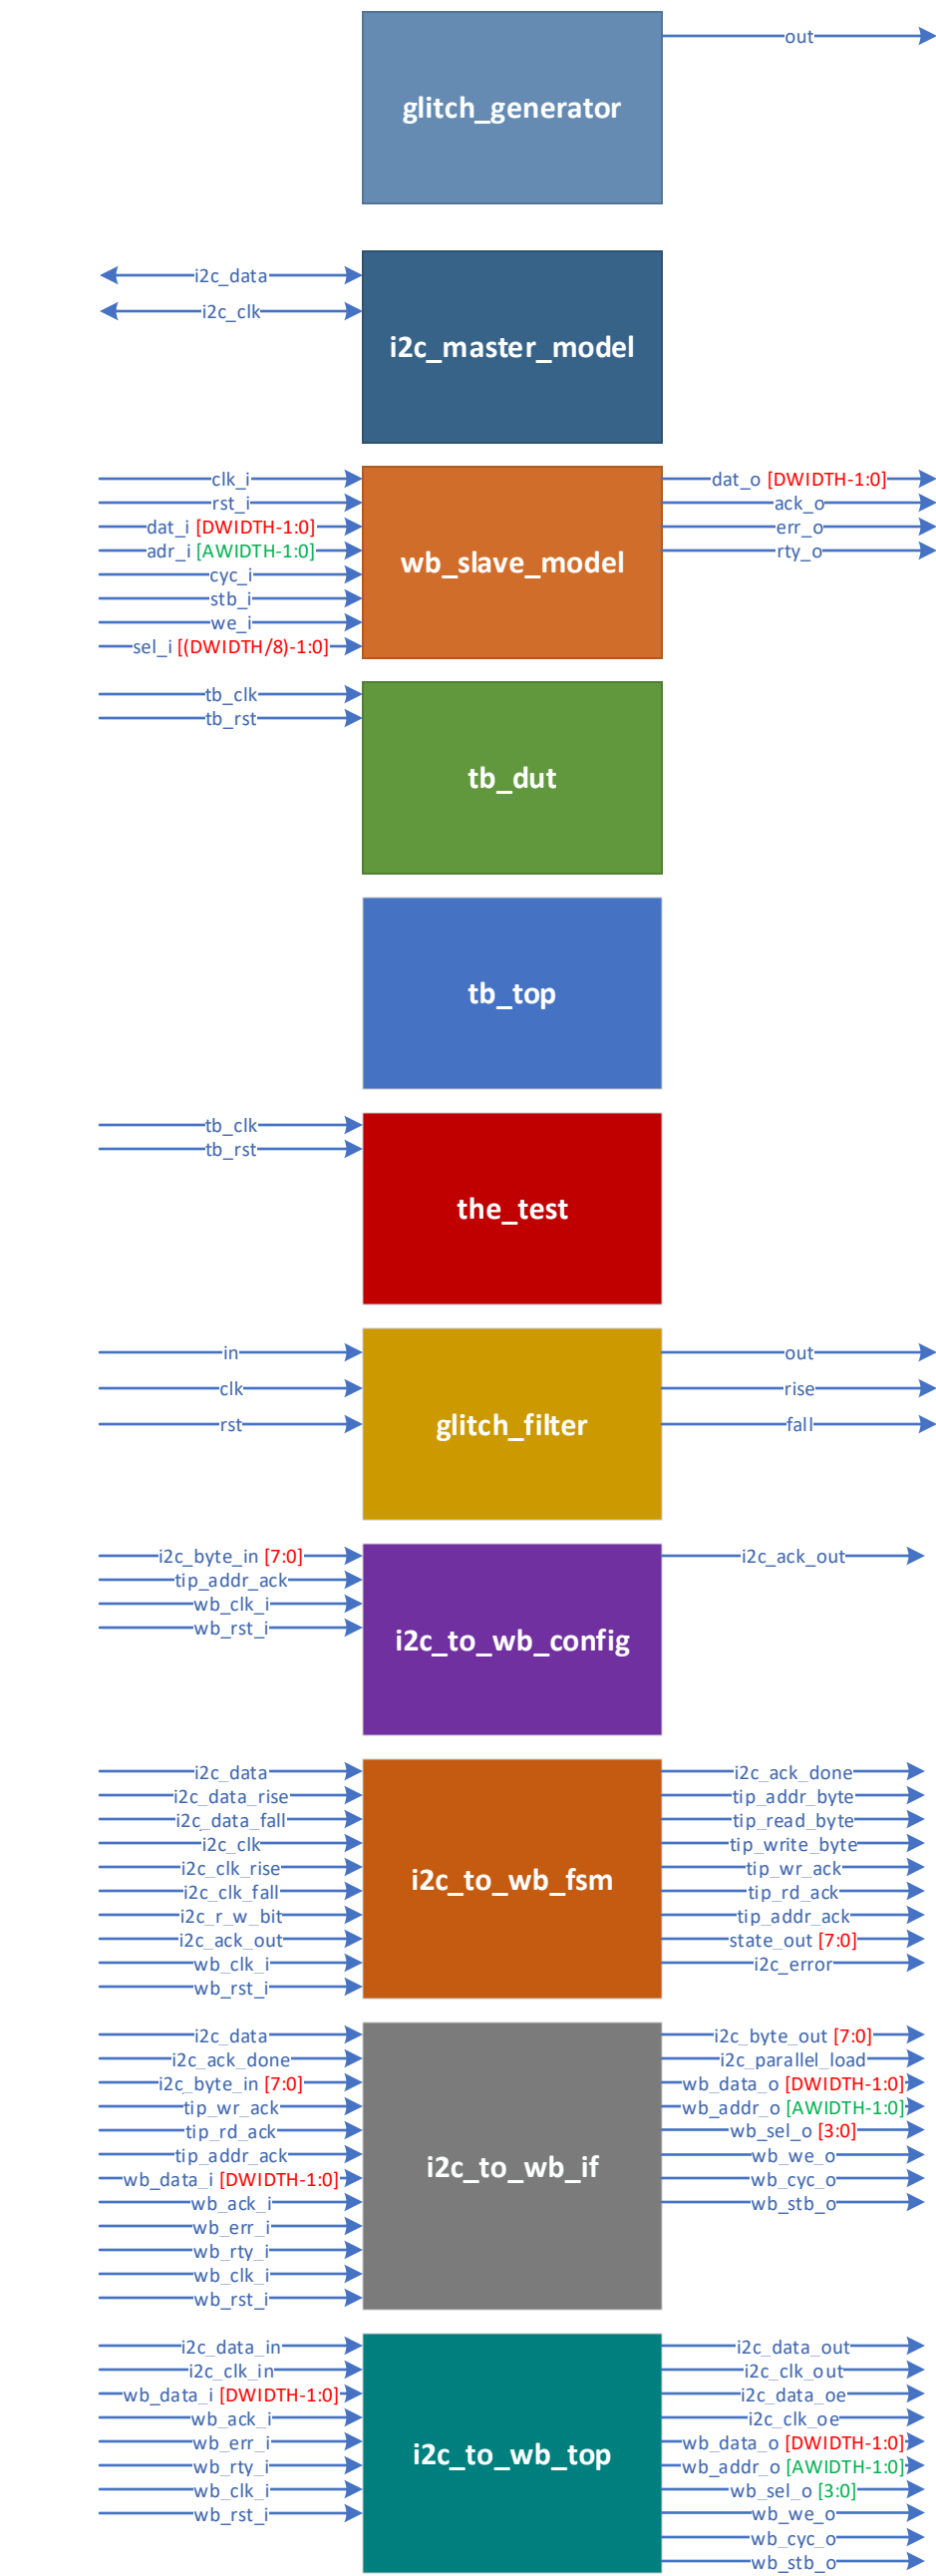 out
glitch_generator
i2c_data
i2c_clk
i2c_master_model
clk_i
rst_i
dat_i [DWIDTH-1:0]
adr_i [AWIDTH-1:0]
cyc_i
stb_i
we_i
sel_i [(DWIDTH/8)-1:0]
wb_slave_model
dat_o [DWIDTH-1:0]
ack_o
err_o
rty_o
tb_clk
tb_rst
tb_dut
tb_top
tb_clk
tb_rst
the_test
in
clk
rst
glitch_filter
out
rise
fall
i2c_byte_in [7:0]
tip_addr_ack
wb_clk_i
wb_rst_i
i2c_to_wb_config
i2c_ack_out
i2c_data
i2c_data_rise
i2c_data_fall
i2c_clk
i2c_clk_rise
i2c_clk_fall
i2c_r_w_bit
i2c_ack_out
wb_clk_i
wb_rst_i
i2c_to_wb_fsm
i2c_ack_done
tip_addr_byte
tip_read_byte
tip_write_byte
tip_wr_ack
tip_rd_ack
tip_addr_ack
state_out [7:0]
i2c_error
i2c_data
i2c_ack_done
i2c_byte_in [7:0]
tip_wr_ack
tip_rd_ack
tip_addr_ack
wb_data_i [DWIDTH-1:0]
wb_ack_i
wb_err_i
wb_rty_i
wb_clk_i
wb_rst_i
i2c_to_wb_if
i2c_byte_out [7:0]
i2c_parallel_load
wb_data_o [DWIDTH-1:0]
wb_addr_o [AWIDTH-1:0]
wb_sel_o [3:0]
wb_we_o
wb_cyc_o
wb_stb_o
i2c_data_in
i2c_clk_in
wb_data_i [DWIDTH-1:0]
wb_ack_i
wb_err_i
wb_rty_i
wb_clk_i
wb_rst_i
i2c_to_wb_top
i2c_data_out
i2c_clk_out
i2c_data_oe
i2c_clk_oe
wb_data_o [DWIDTH-1:0]
wb_addr_o [AWIDTH-1:0]
wb_sel_o [3:0]
wb_we_o
wb_cyc_o
wb_stb_o